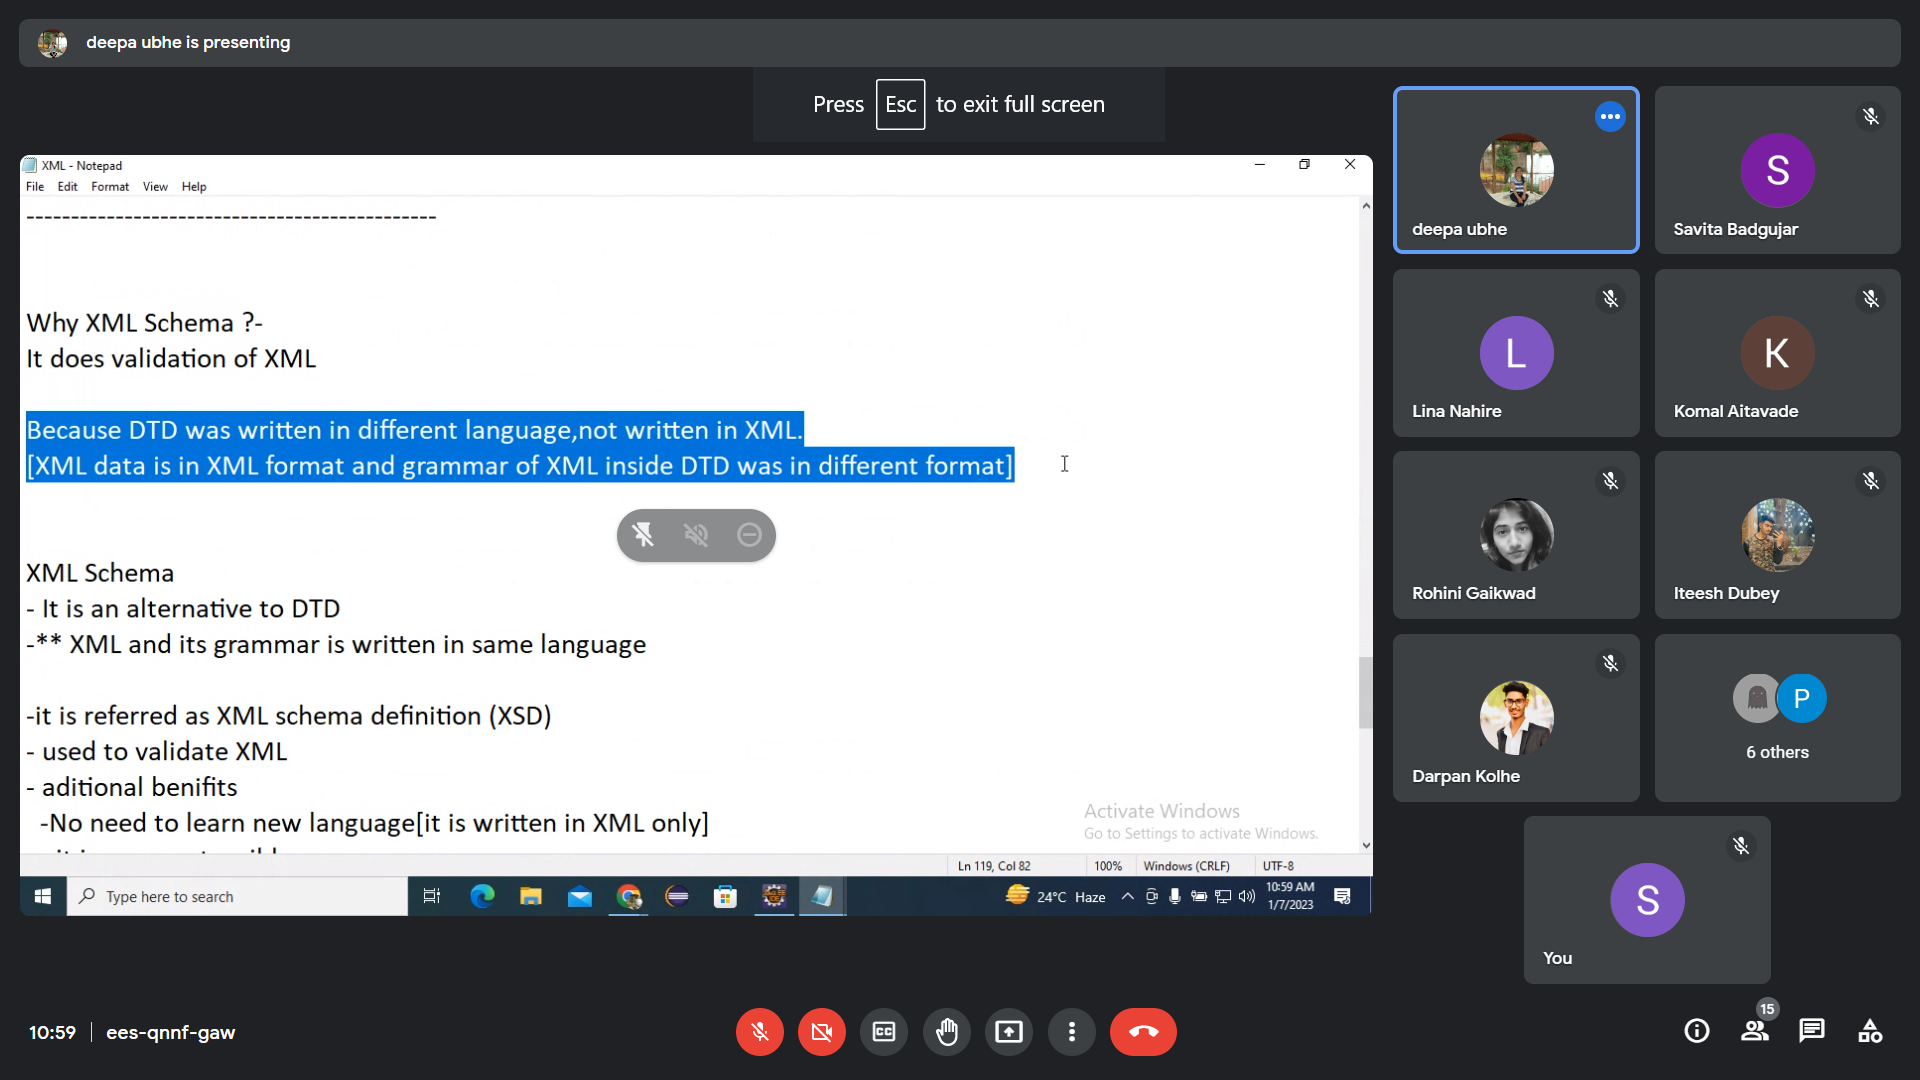 deepa ubhe is presenting
Press Esc to exit full screen
XML - Notepad
File Edit Format View Help
----------------------------------------------
Why XML Schema ?-
It does validation of XML
Because DTD was written in different language,not written in XML.
[XML data is in XML format and grammar of XML inside DTD was in different format]
XML Schema
- It is an alternative to DTD
-** XML and its grammar is written in same language
-it is referred as XML schema definition (XSD)
- used to validate XML
- aditional benifits
-No need to learn new language[it is written in XML only]
Activate Windows
Go to Settings to activate Windows.
Ln 119, Col 82 100% Windows (CRLF) UTF-8
Type here to search
24°C Haze
10:59 AM
1/7/2023
deepa ubhe
S
Savita Badgujar
L
Lina Nahire
K
Komal Aitavade
Rohini Gaikwad
Iteesh Dubey
Darpan Kolhe
P
6 others
S
You
10:59 ees-qnnf-gaw
CC
15